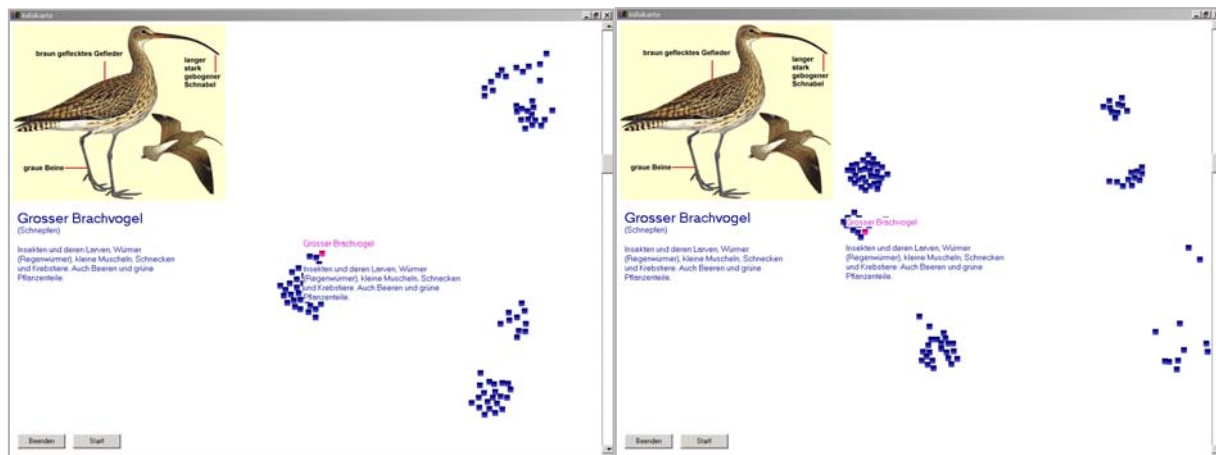 Infokarte
braun geflecktes Gefieder
langer
stark
gebogener
Schnabel
graue Beine
Grosser Brachvogel
(Schnepfen)
Insekten und deren Larven, Würmer
(Regenwürmer), kleine Muscheln, Schnecken
und Krebstiere. Auch Beeren und grüne
Pflanzenteile.
Grosser Brachvogel
Insekten und deren Larven, Würmer
(Regenwürmer), kleine Muscheln, Schnecken
und Krebstiere. Auch Beeren und grüne
Pflanzenteile.
Beenden Start
Infokarte
braun geflecktes Gefieder
langer
stark
gebogener
Schnabel
graue Beine
Grosser Brachvogel
(Schnepfen)
Insekten und deren Larven, Würmer
(Regenwürmer), kleine Muscheln, Schnecken
und Krebstiere. Auch Beeren und grüne
Pflanzenteile.
Grosser Brachvogel
Insekten und deren Larven, Würmer
(Regenwürmer), kleine Muscheln, Schnecken
und Krebstiere. Auch Beeren und grüne
Pflanzenteile.
Beenden Start